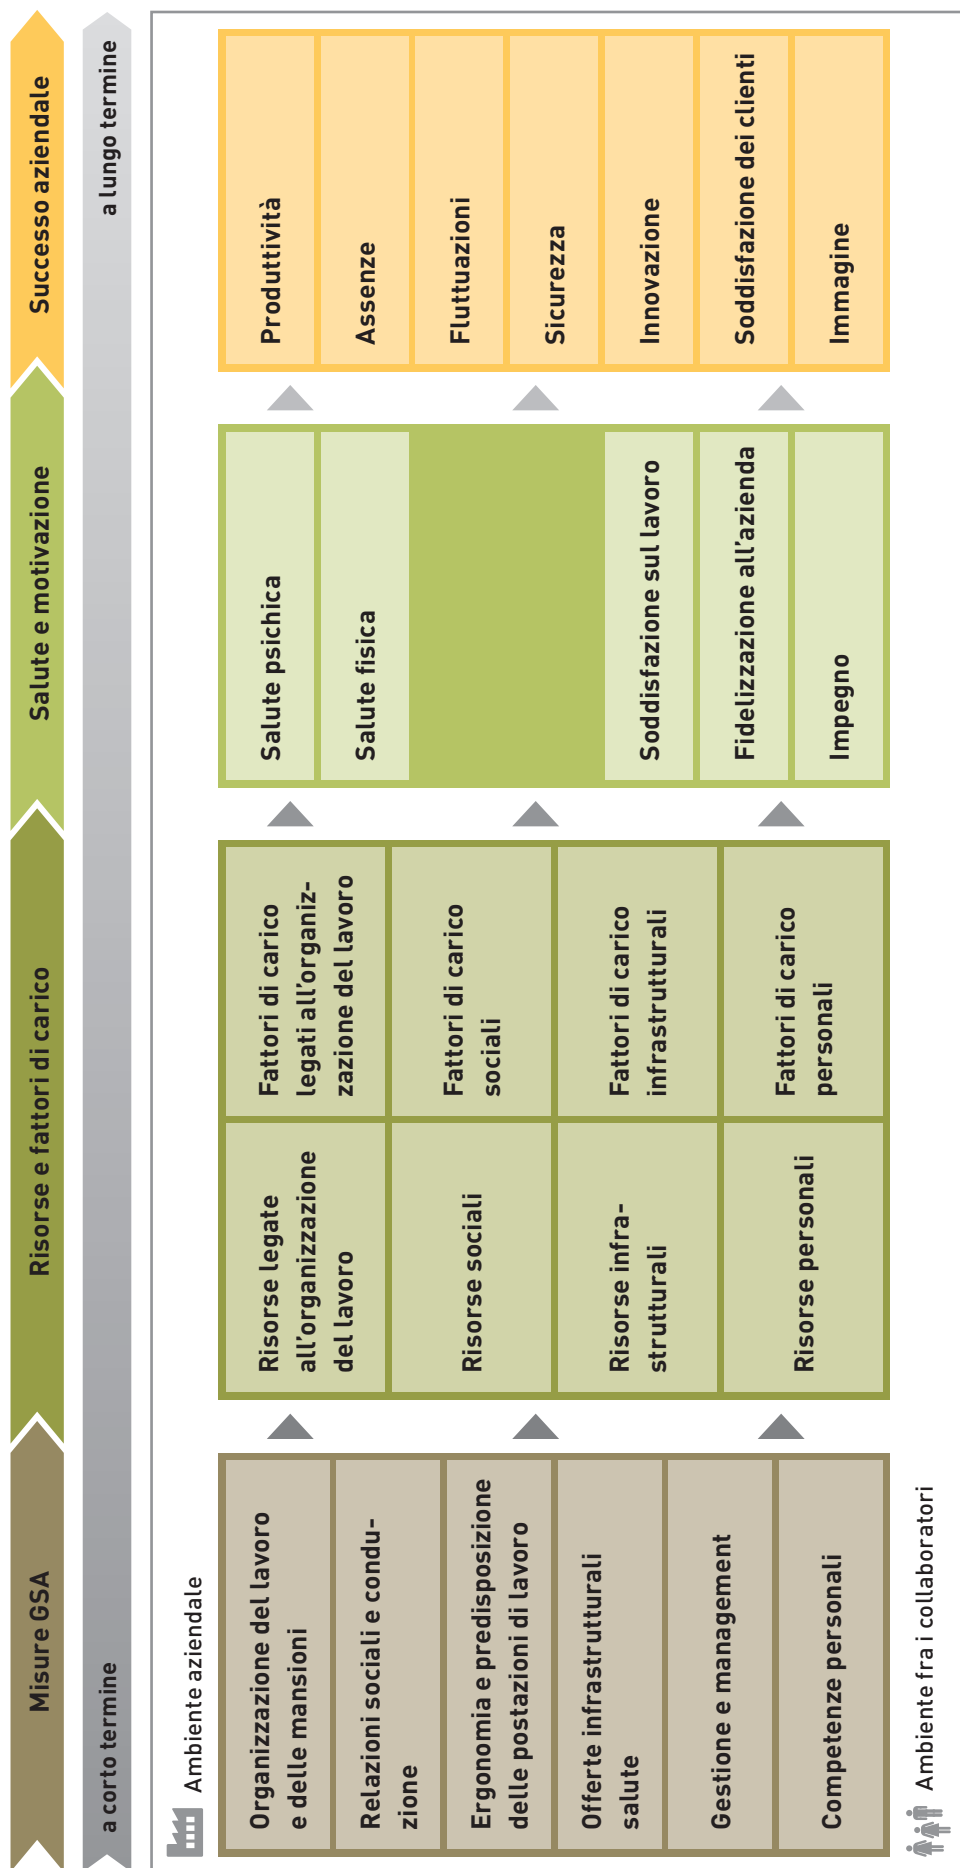 Misure GSA
Risorse e fattori di carico
Salute e motivazione
Successo aziendale
a corto termine
a lungo termine
Ambiente aziendale
Organizzazione del lavoro
e delle mansioni
Relazioni sociali e condu-
zione
Ergonomia e predisposizione
delle postazioni di lavoro
Offerte infrastrutturali
salute
Gestione e management
Competenze personali
Risorse legate
all’organizzazione
del lavoro
Risorse sociali
Risorse infra-
strutturali
Risorse personali
Fattori di carico
legati all’organiz-
zazione del lavoro
Fattori di carico
sociali
Fattori di carico
infrastrutturali
Fattori di carico
personali
Salute psichica
Salute fisica
Soddisfazione sul lavoro
Fidelizzazione all’azienda
Impegno
Produttività
Assenze
Fluttuazioni
Sicurezza
Innovazione
Soddisfazione dei clienti
Immagine
Ambiente fra i collaboratori